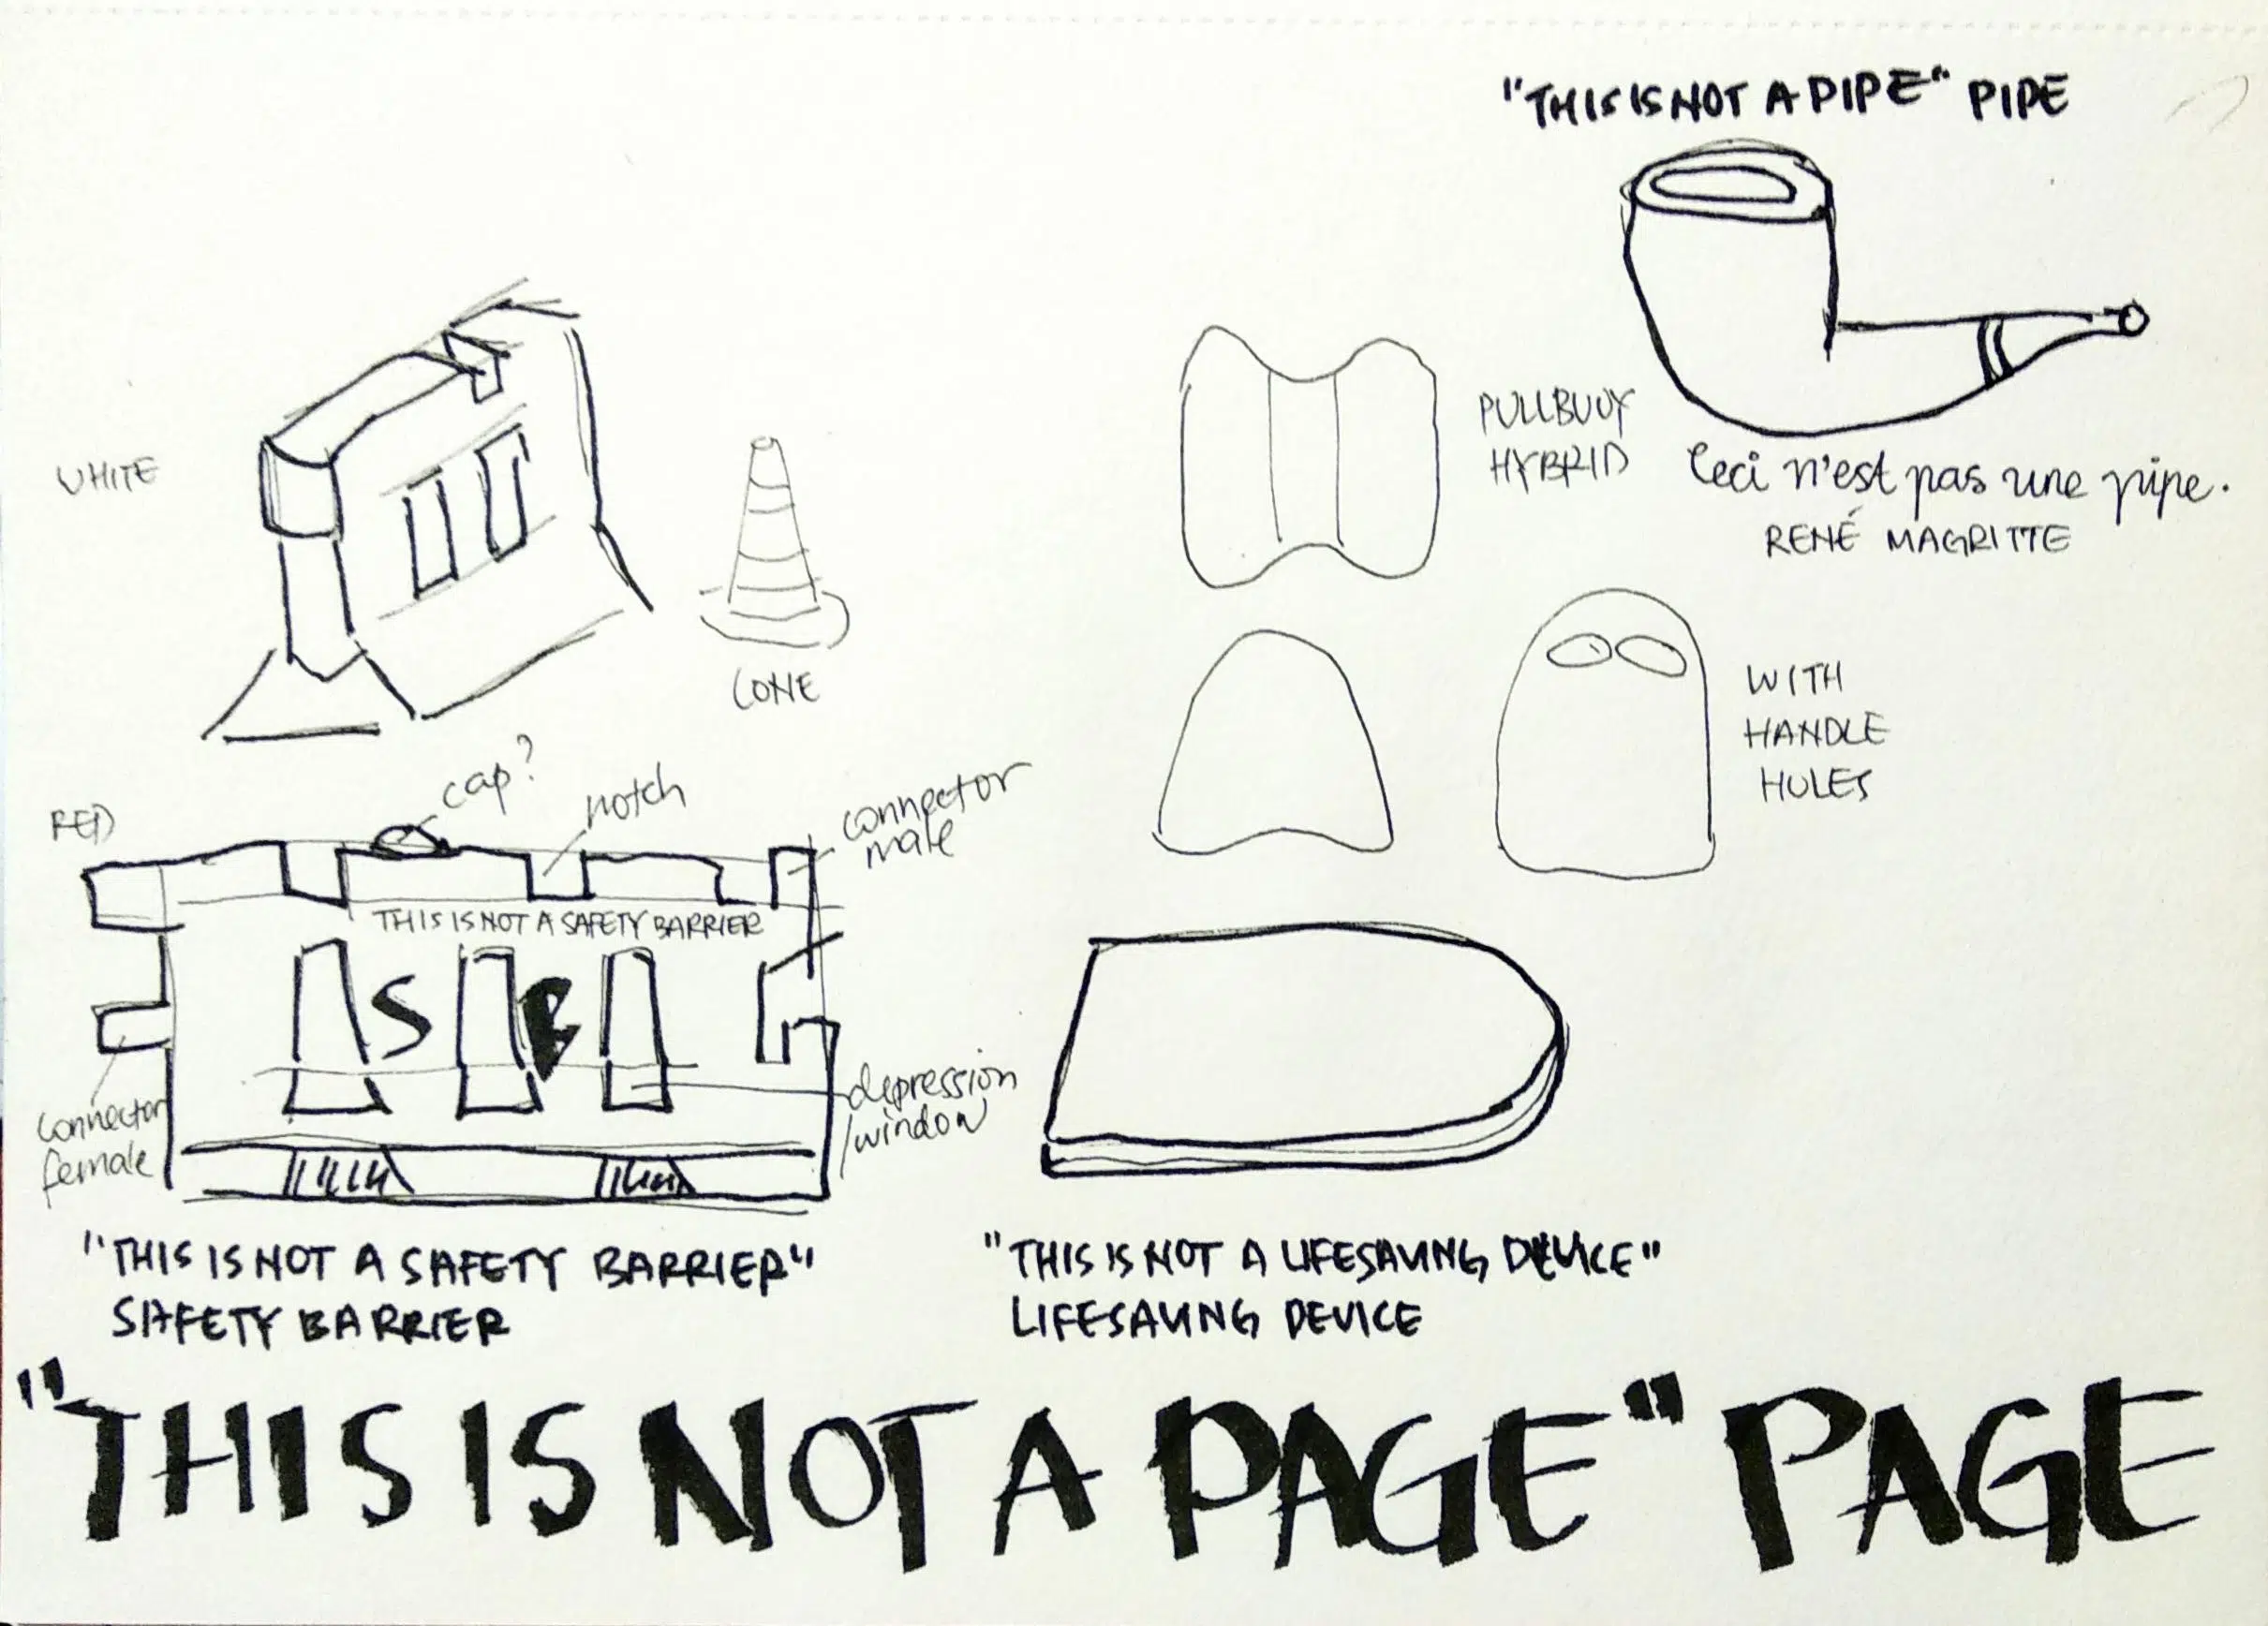 "THIS IS NOT A PIPE" PIPE
Ceci n'est pas une pipe.
RENÉ MAGRITTE
WHITE
CONE
PULLBUOY
HYBRID
WITH
HANDLE
HOLES
RED
cap?
notch
connector
male
THIS IS NOT A SAFETY BARRIER
S B
connector
female
depression
/window
"THIS IS NOT A SAFETY BARRIER"
SAFETY BARRIER
"THIS IS NOT A LIFESAVING DEVICE"
LIFESAVING DEVICE
"THIS IS NOT A PAGE" PAGE